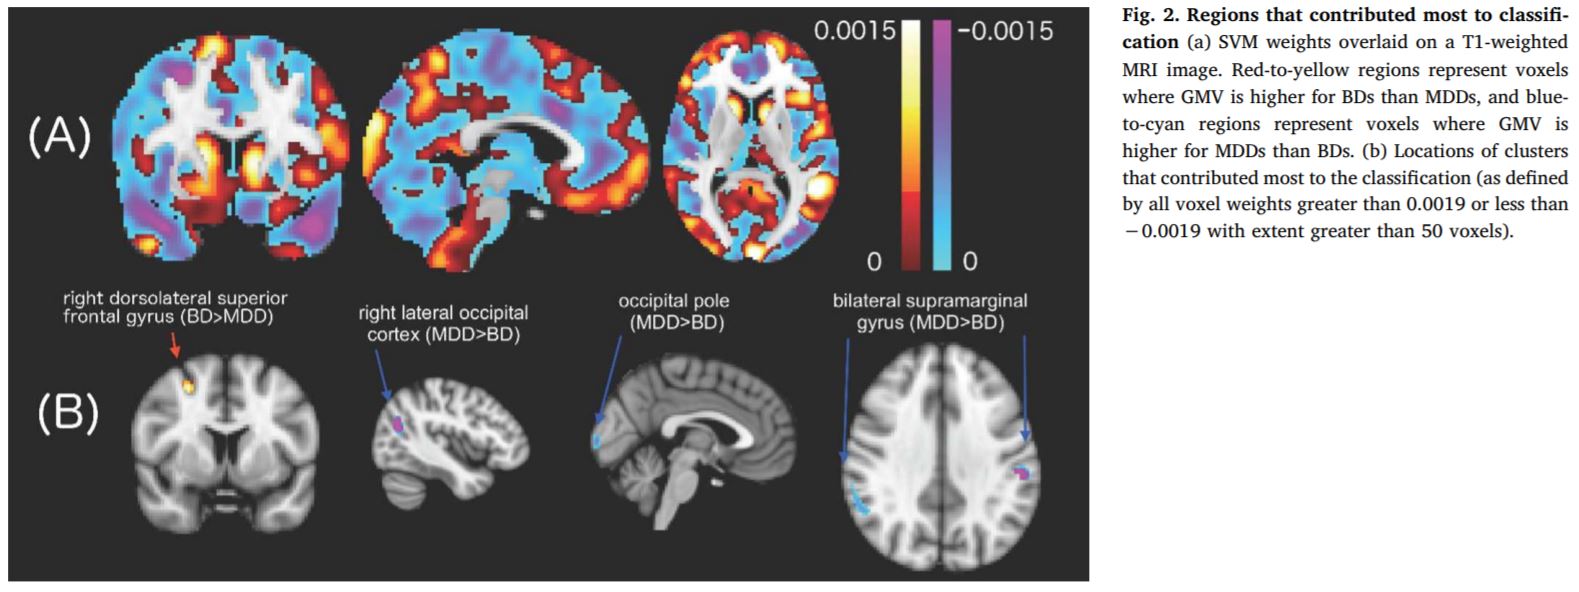 0.0015
−0.0015
(A)
0
0
right dorsolateral superior
frontal gyrus (BD>MDD)
right lateral occipital
cortex (MDD>BD)
occipital pole
(MDD>BD)
bilateral supramarginal
gyrus (MDD>BD)
(B)
Fig. 2. Regions that contributed most to classifi-
cation (a) SVM weights overlaid on a T1-weighted
MRI image. Red-to-yellow regions represent voxels
where GMV is higher for BDs than MDDs, and blue-
to-cyan regions represent voxels where GMV is
higher for MDDs than BDs. (b) Locations of clusters
that contributed most to the classification (as defined
by all voxel weights greater than 0.0019 or less than
−0.0019 with extent greater than 50 voxels).